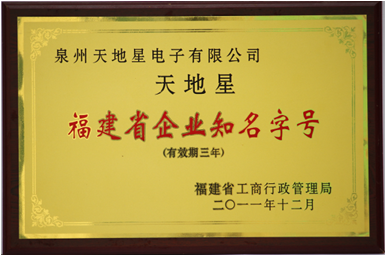 泉州天地星电子有限公司
天地星
福建省企业知名字号
(有效期三年)
福建省工商行政管理局
二〇一一年十二月